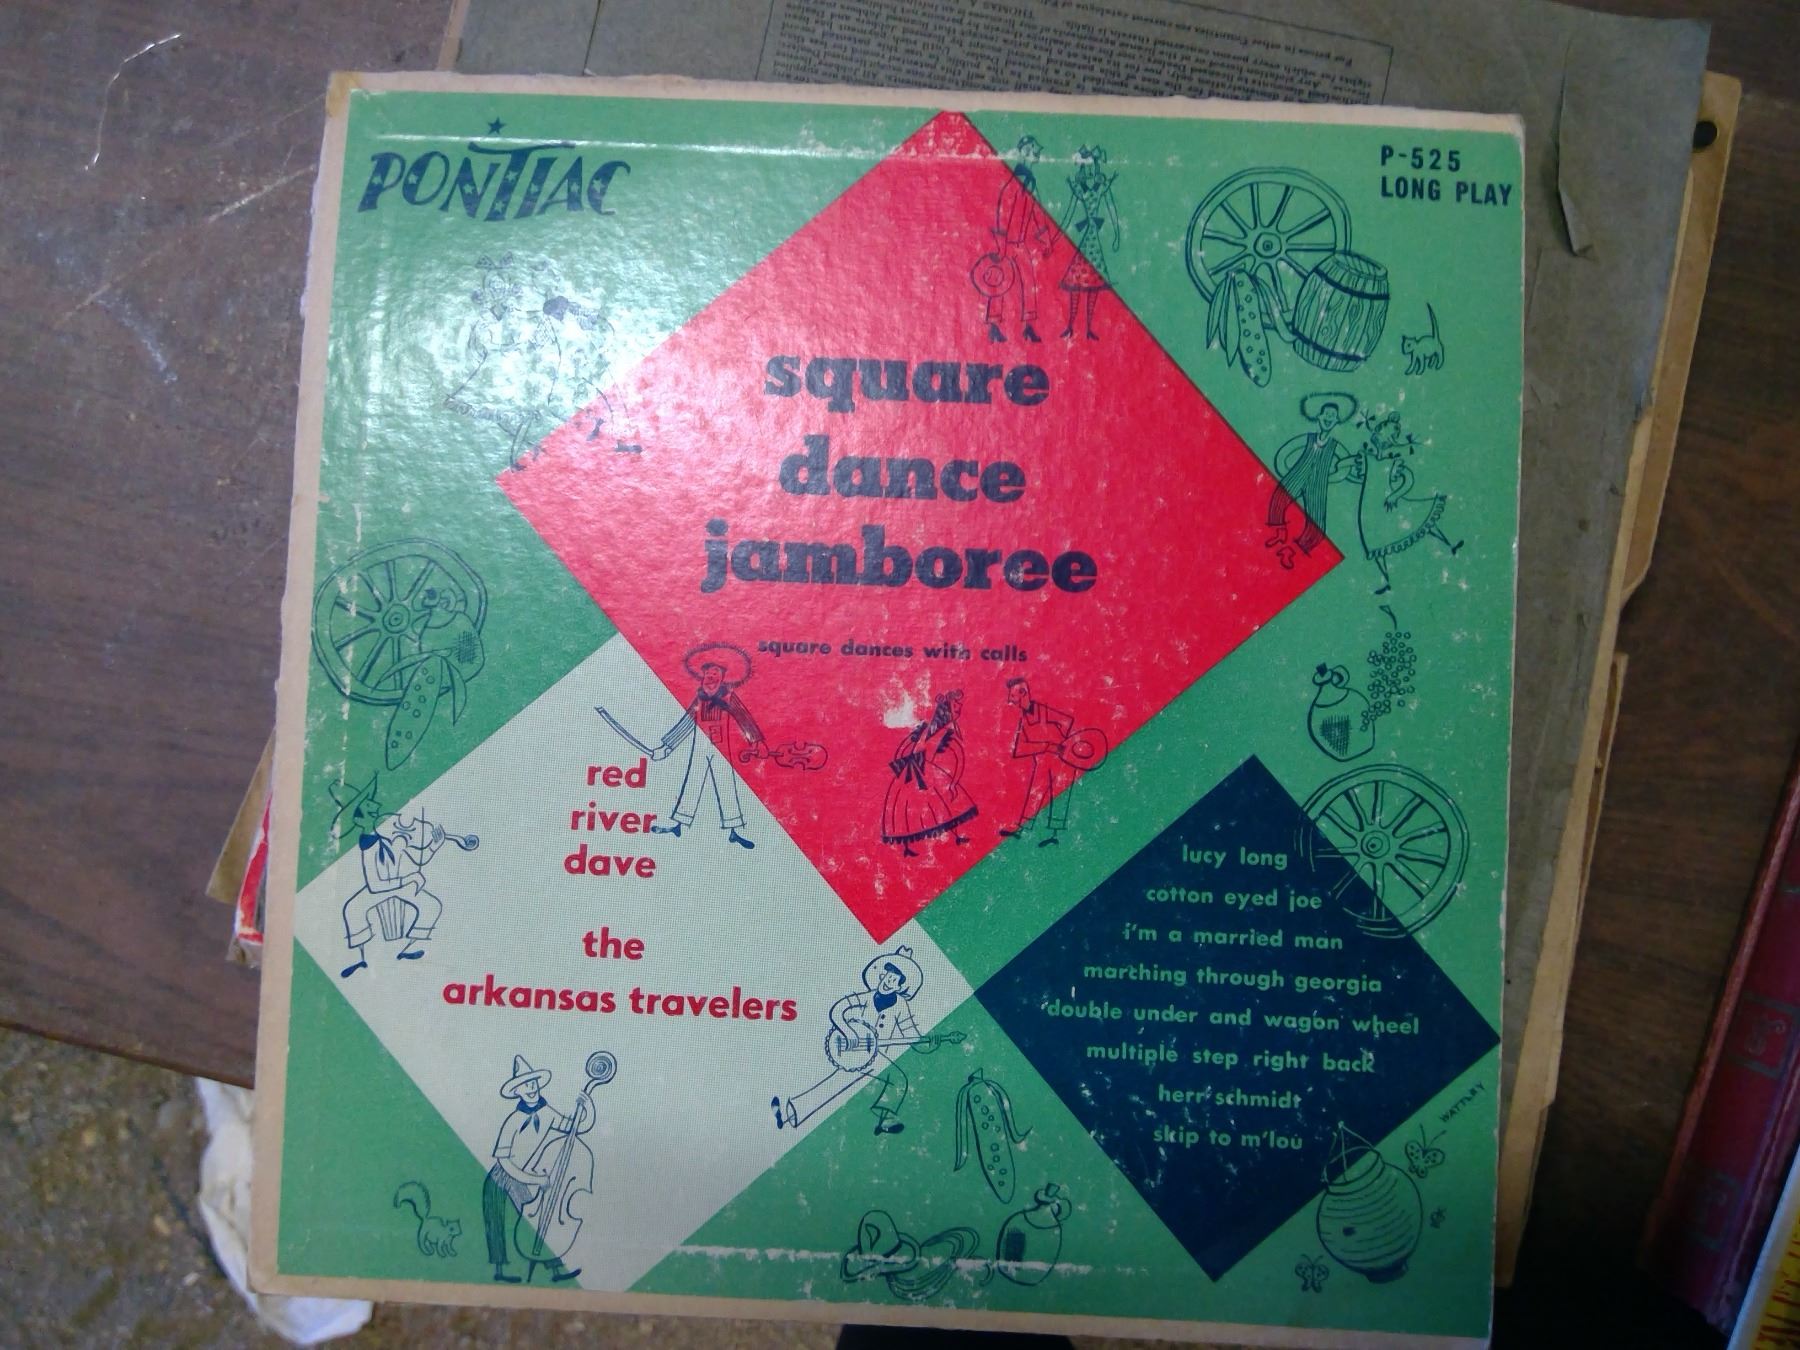 PONTIAC
P-525
LONG PLAY
square
dance
jamboree
square dances with calls
red
river
dave
the
arkansas travelers
lucy long
cotton eyed joe
i'm a married man
marching through georgia
double under and wagon wheel
multiple step right back
herr schmidt
skip to m'lou
WATTLEY